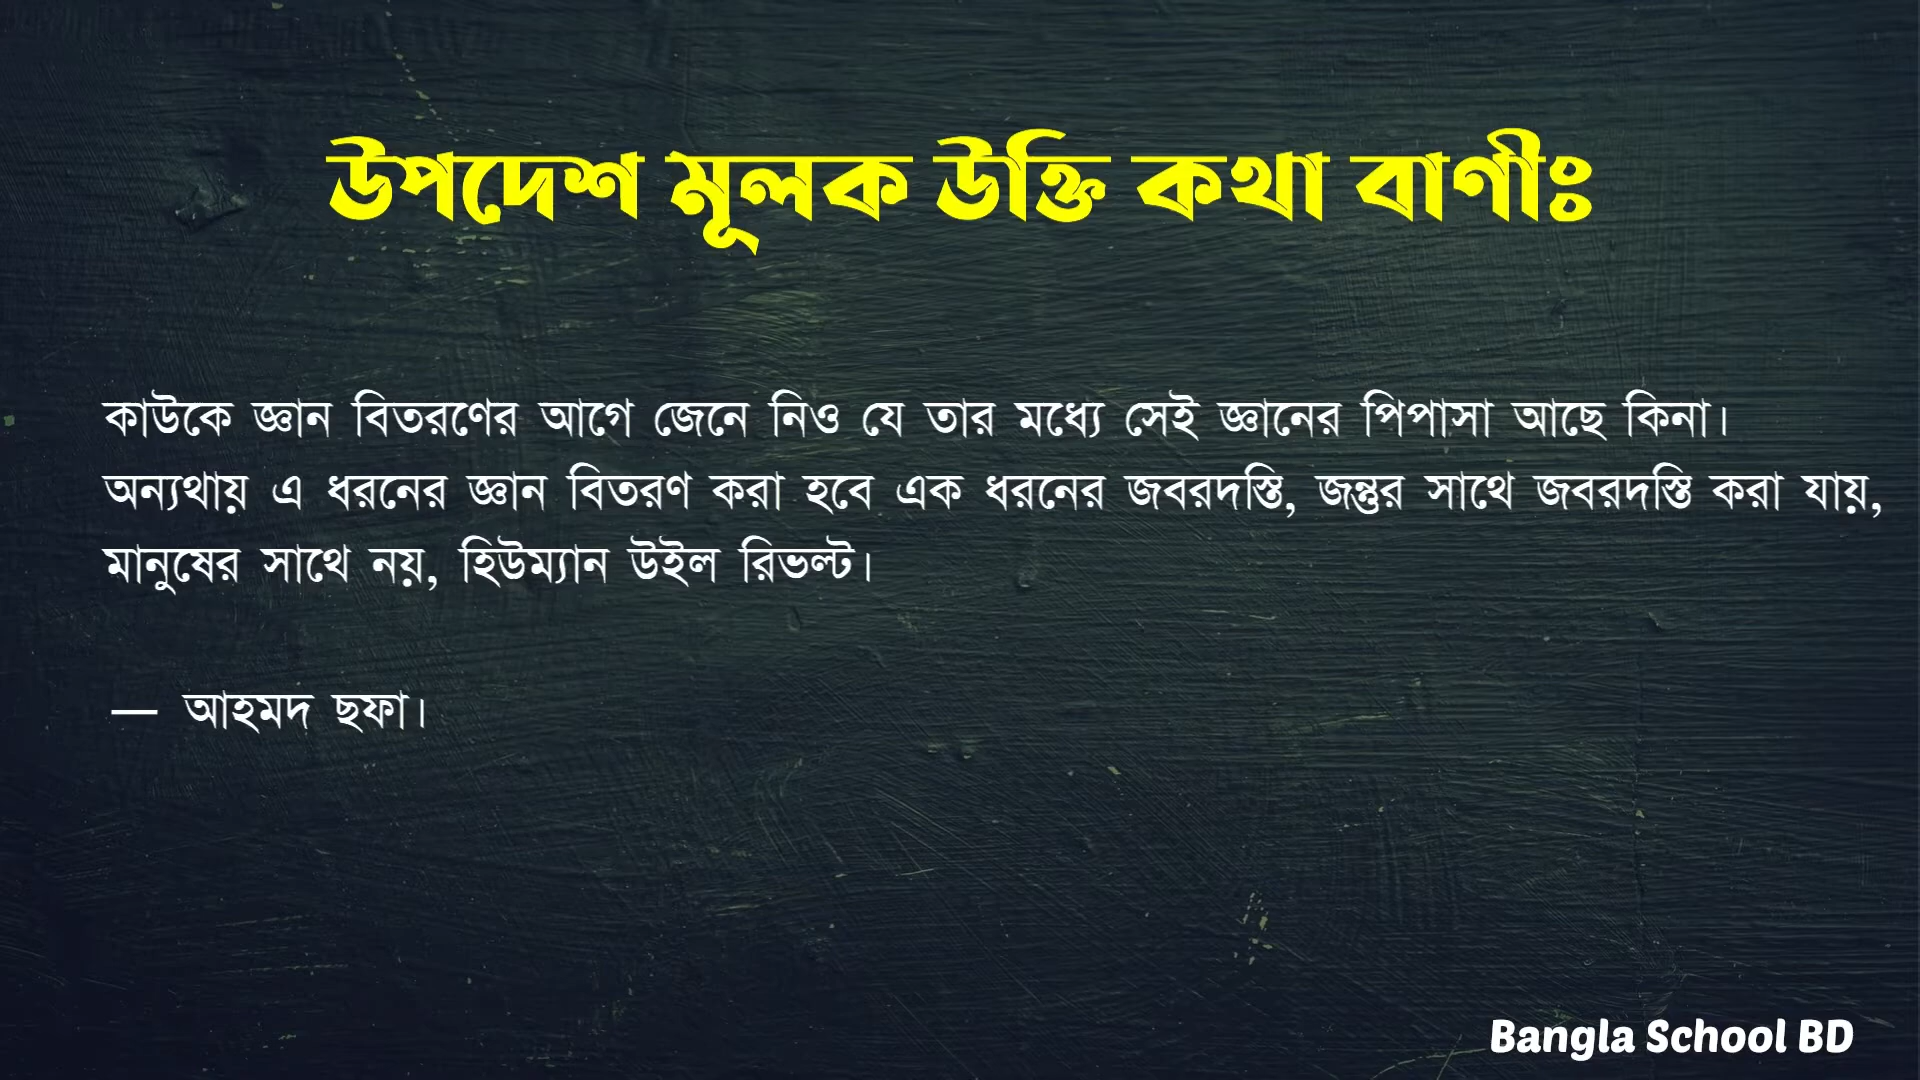 উপদেশ মূলক উক্তি কথা বাণীঃ
কাউকে জ্ঞান বিতরণের আগে জেনে নিও যে তার মধ্যে সেই জ্ঞানের পিপাসা আছে কিনা।
অন্যথায় এ ধরনের জ্ঞান বিতরণ করা হবে এক ধরনের জবরদস্তি, জন্তুর সাথে জবরদস্তি করা যায়,
মানুষের সাথে নয়, হিউম্যান উইল রিভল্ট।
— আহমদ ছফা।
Bangla School BD